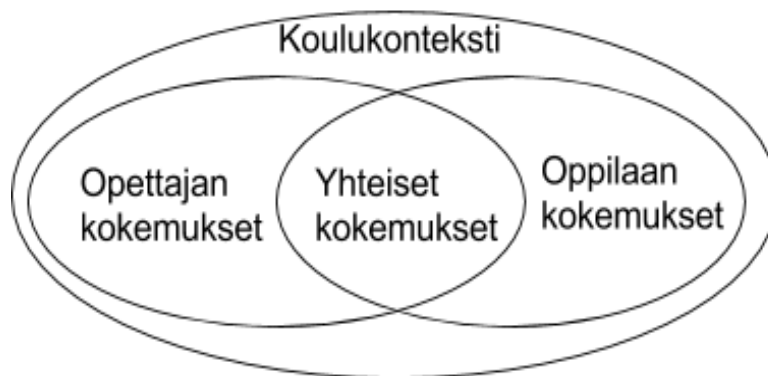 Koulukonteksti
Opettajan
kokemukset
Yhteiset
kokemukset
Oppilaan
kokemukset